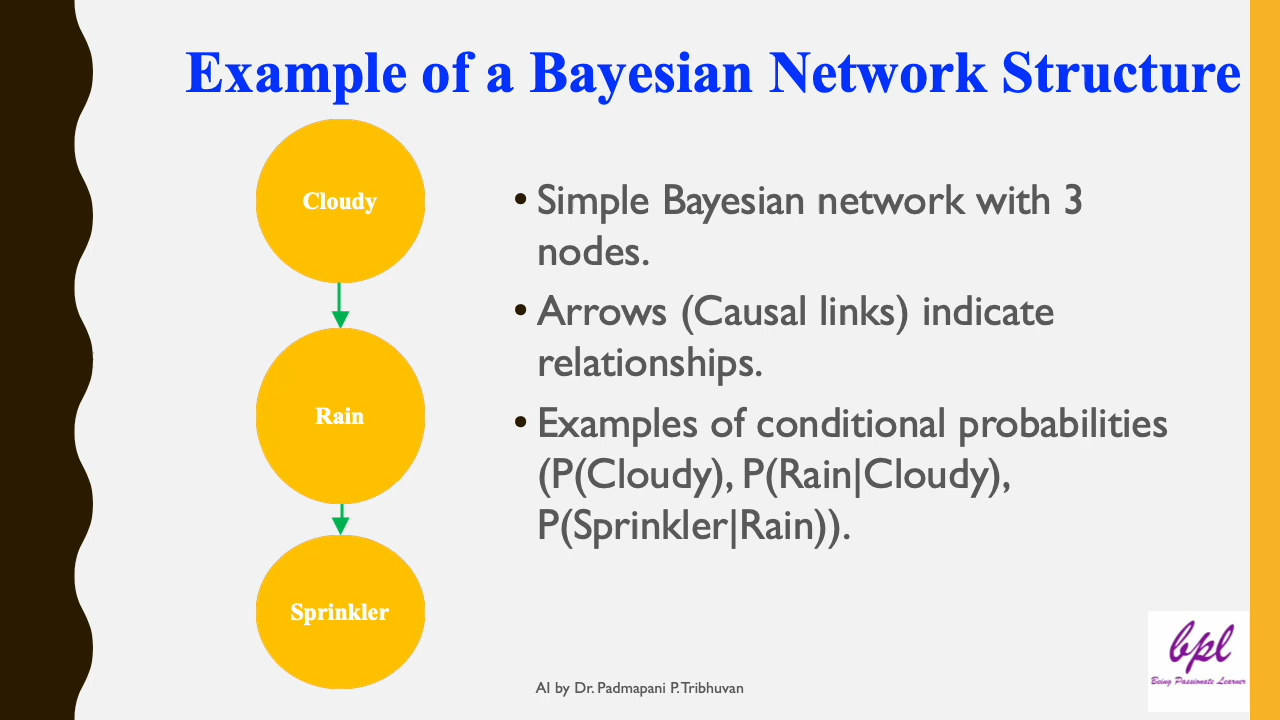 Example of a Bayesian Network Structure
Cloudy
Rain
Sprinkler
• Simple Bayesian network with 3
nodes.
• Arrows (Causal links) indicate
relationships.
• Examples of conditional probabilities
(P(Cloudy), P(Rain|Cloudy),
P(Sprinkler|Rain)).
AI by Dr. Padmapani P. Tribhuvan
bpl
Being Passionate Learner